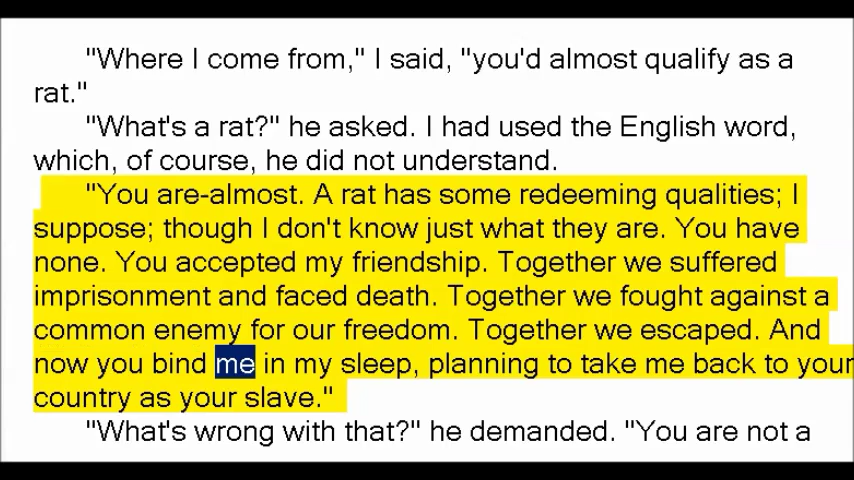 "Where I come from," I said, "you'd almost qualify as a
rat."
"What's a rat?" he asked. I had used the English word,
which, of course, he did not understand.
"You are-almost. A rat has some redeeming qualities; I
suppose; though I don't know just what they are. You have
none. You accepted my friendship. Together we suffered
imprisonment and faced death. Together we fought against a
common enemy for our freedom. Together we escaped. And
now you bind me in my sleep, planning to take me back to your
country as your slave."
"What's wrong with that?" he demanded. "You are not a